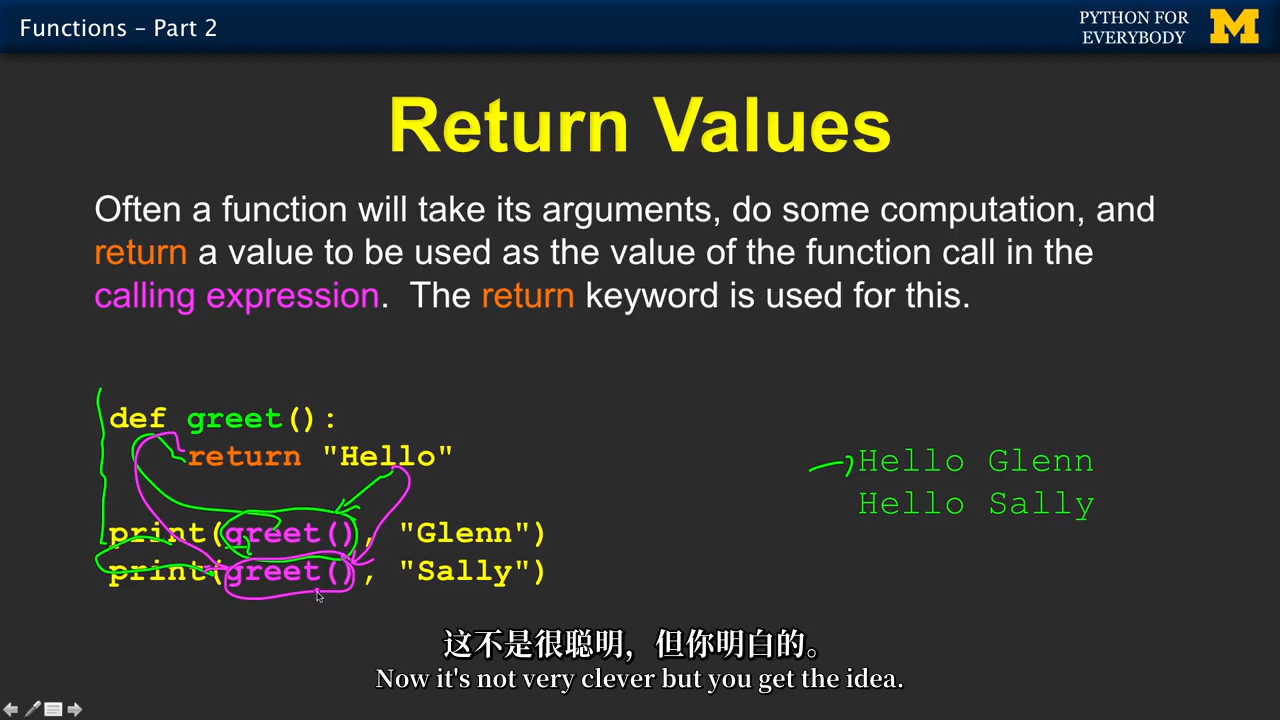 Functions – Part 2
PYTHON FOR
EVERYBODY
M
Return Values
Often a function will take its arguments, do some computation, and
return a value to be used as the value of the function call in the
calling expression.  The return keyword is used for this.
def greet():
    return "Hello"
print(greet(), "Glenn")
print(greet(), "Sally")
Hello Glenn
Hello Sally
这不是很聪明，但你明白的。
Now it's not very clever but you get the idea.